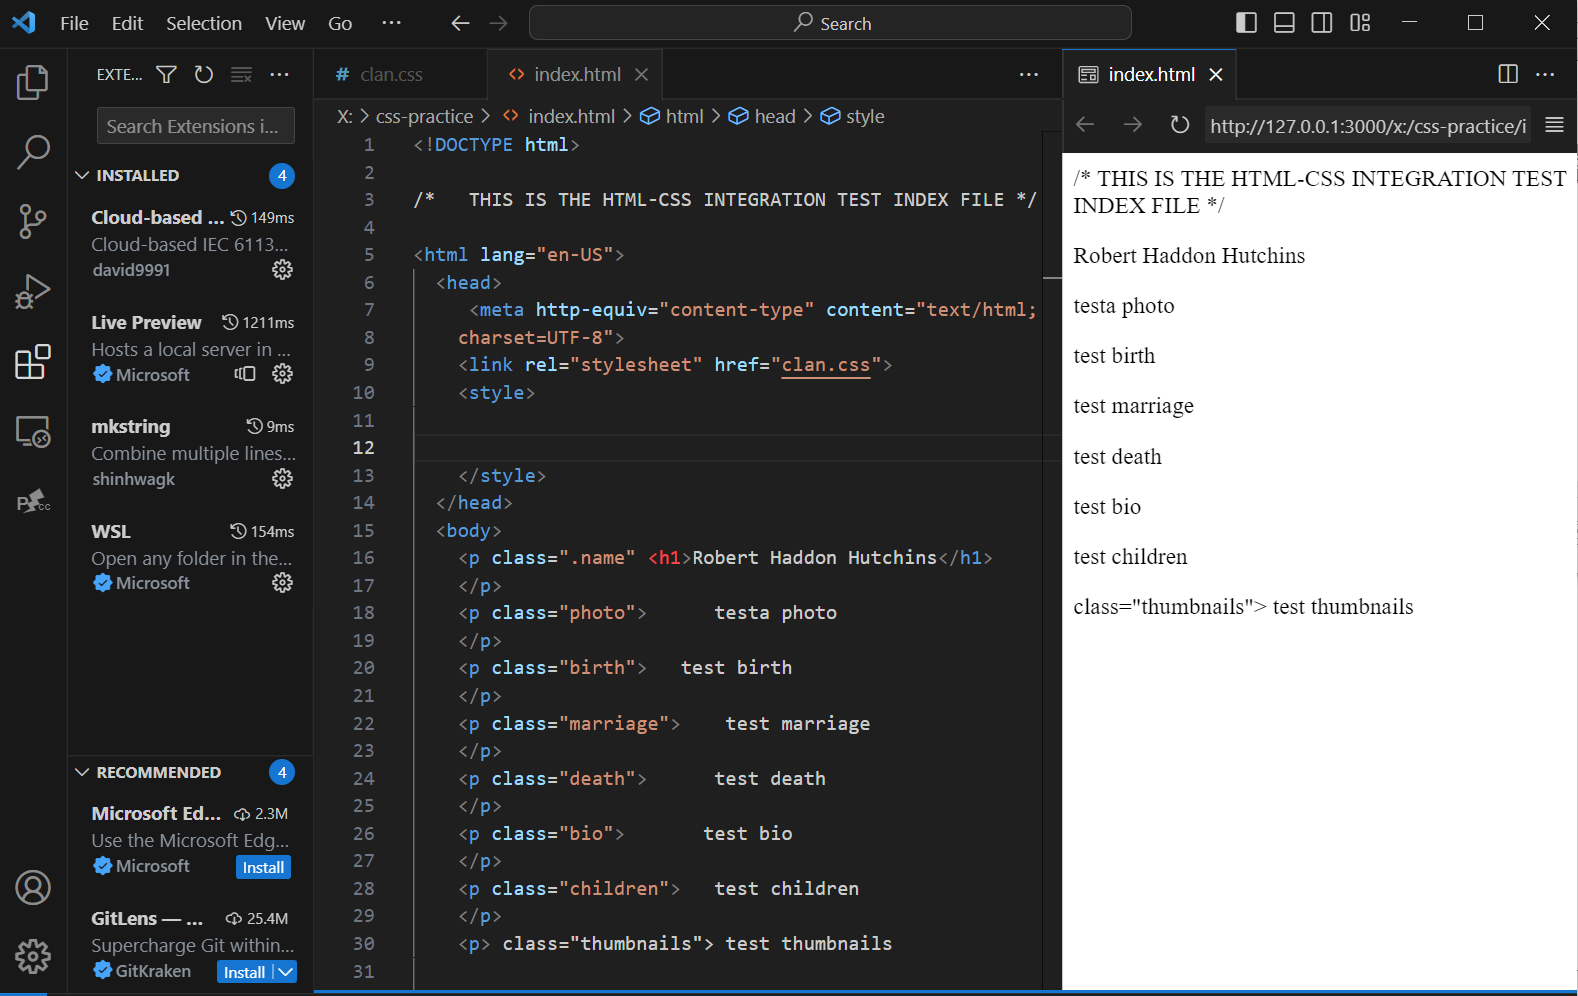 File Edit Selection View Go ··· Search
EXTE... ···
Search Extensions i...
INSTALLED 4
Cloud-based ... 149ms
Cloud-based IEC 6113...
david9991
Live Preview 1211ms
Hosts a local server in ...
Microsoft
mkstring 9ms
Combine multiple lines...
shinhwagk
WSL 154ms
Open any folder in the...
Microsoft
RECOMMENDED 4
Microsoft Ed... 2.3M
Use the Microsoft Edg...
Microsoft Install
GitLens — ... 25.4M
Supercharge Git within...
GitKraken Install
# clan.css <> index.html ···
X: > css-practice > <> index.html > html > head > style
1 <!DOCTYPE html>
2
3 /*   THIS IS THE HTML-CSS INTEGRATION TEST INDEX FILE */
4
5 <html lang="en-US">
6   <head>
7      <meta http-equiv="content-type" content="text/html;
8     charset=UTF-8">
9     <link rel="stylesheet" href="clan.css">
10     <style>
11
12
13     </style>
14   </head>
15   <body>
16     <p class=".name" <h1>Robert Haddon Hutchins</h1>
17     </p>
18     <p class="photo">      testa photo
19     </p>
20     <p class="birth">   test birth
21     </p>
22     <p class="marriage">    test marriage
23     </p>
24     <p class="death">      test death
25     </p>
26     <p class="bio">       test bio
27     </p>
28     <p class="children">   test children
29     </p>
30     <p> class="thumbnails"> test thumbnails
31
index.html ···
http://127.0.0.1:3000/x:/css-practice/i
/* THIS IS THE HTML-CSS INTEGRATION TEST
INDEX FILE */
Robert Haddon Hutchins
testa photo
test birth
test marriage
test death
test bio
test children
class="thumbnails"> test thumbnails